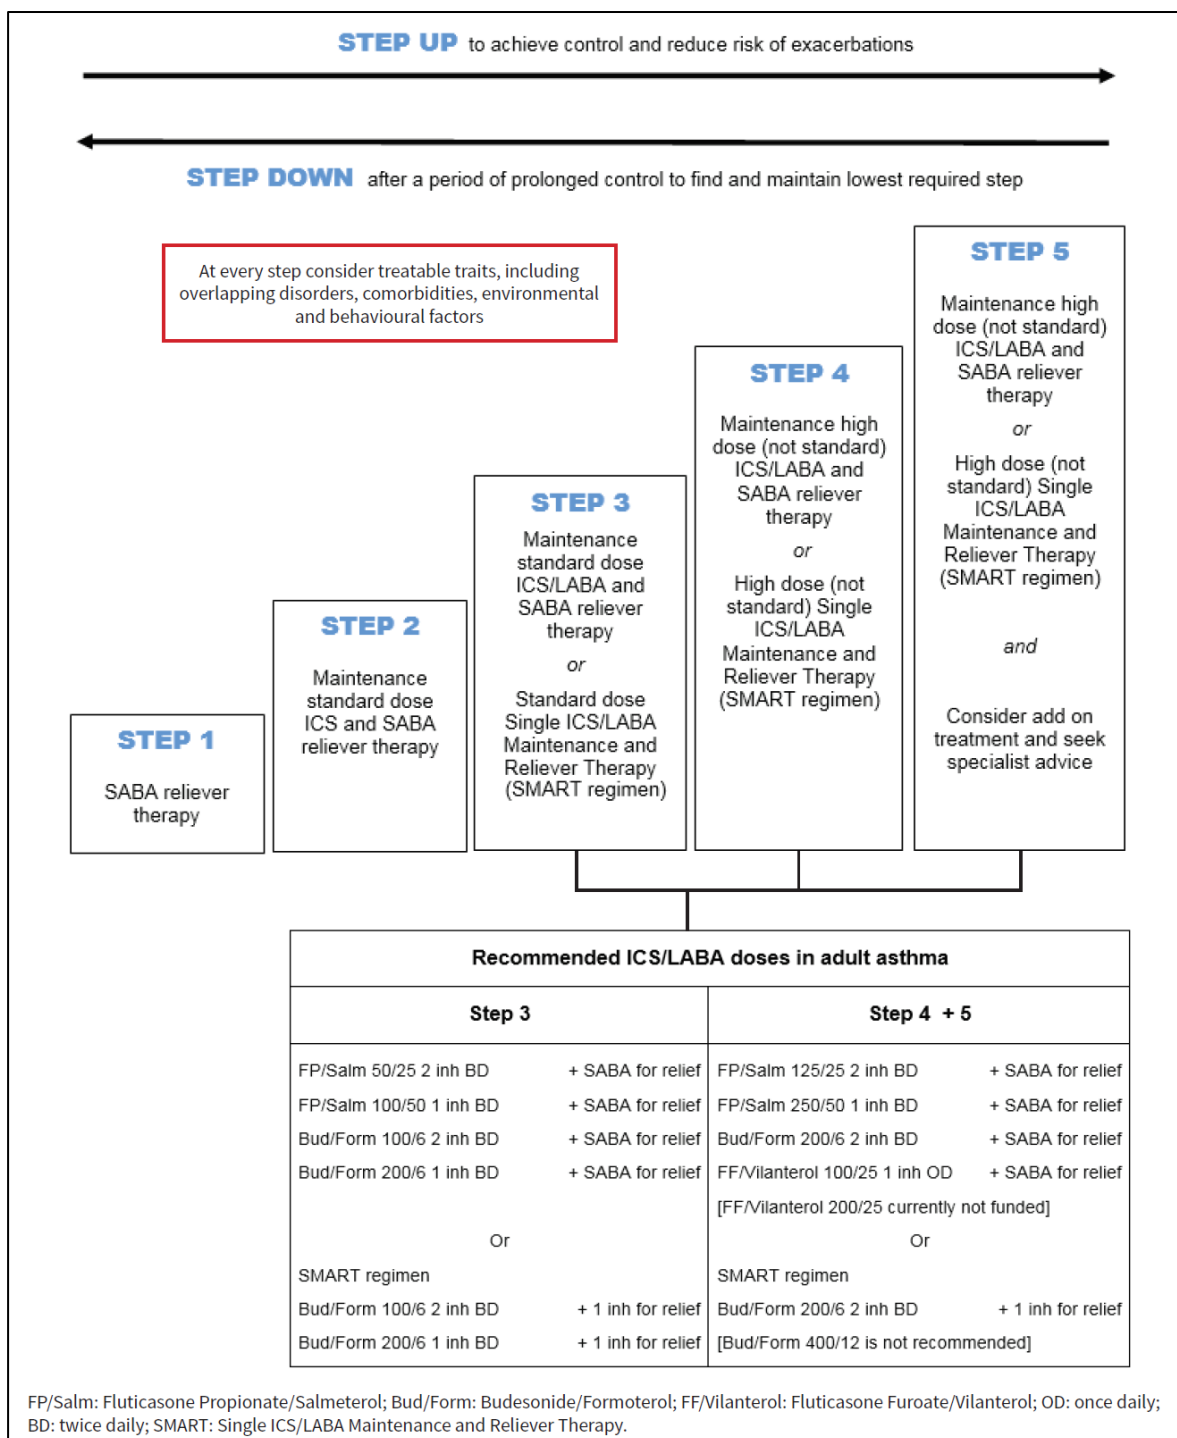 STEP UP to achieve control and reduce risk of exacerbations
STEP DOWN after a period of prolonged control to find and maintain lowest required step
At every step consider treatable traits, including
overlapping disorders, comorbidities, environmental
and behavioural factors
STEP 1
SABA reliever
therapy
STEP 2
Maintenance
standard dose
ICS and SABA
reliever therapy
STEP 3
Maintenance
standard dose
ICS/LABA and
SABA reliever
therapy
or
Standard dose
Single ICS/LABA
Maintenance and
Reliever Therapy
(SMART regimen)
STEP 4
Maintenance high
dose (not standard)
ICS/LABA and
SABA reliever
therapy
or
High dose (not
standard) Single
ICS/LABA
Maintenance and
Reliever Therapy
(SMART regimen)
STEP 5
Maintenance high
dose (not standard)
ICS/LABA and
SABA reliever
therapy
or
High dose (not
standard) Single
ICS/LABA
Maintenance and
Reliever Therapy
(SMART regimen)
and
Consider add on
treatment and seek
specialist advice
Recommended ICS/LABA doses in adult asthma
Step 3
FP/Salm 50/25 2 inh BD + SABA for relief
FP/Salm 100/50 1 inh BD + SABA for relief
Bud/Form 100/6 2 inh BD + SABA for relief
Bud/Form 200/6 1 inh BD + SABA for relief
Or
SMART regimen
Bud/Form 100/6 2 inh BD + 1 inh for relief
Bud/Form 200/6 1 inh BD + 1 inh for relief
Step 4 + 5
FP/Salm 125/25 2 inh BD + SABA for relief
FP/Salm 250/50 1 inh BD + SABA for relief
Bud/Form 200/6 2 inh BD + SABA for relief
FF/Vilanterol 100/25 1 inh OD + SABA for relief
[FF/Vilanterol 200/25 currently not funded]
Or
SMART regimen
Bud/Form 200/6 2 inh BD + 1 inh for relief
[Bud/Form 400/12 is not recommended]
FP/Salm: Fluticasone Propionate/Salmeterol; Bud/Form: Budesonide/Formoterol; FF/Vilanterol: Fluticasone Furoate/Vilanterol; OD: once daily;
BD: twice daily; SMART: Single ICS/LABA Maintenance and Reliever Therapy.